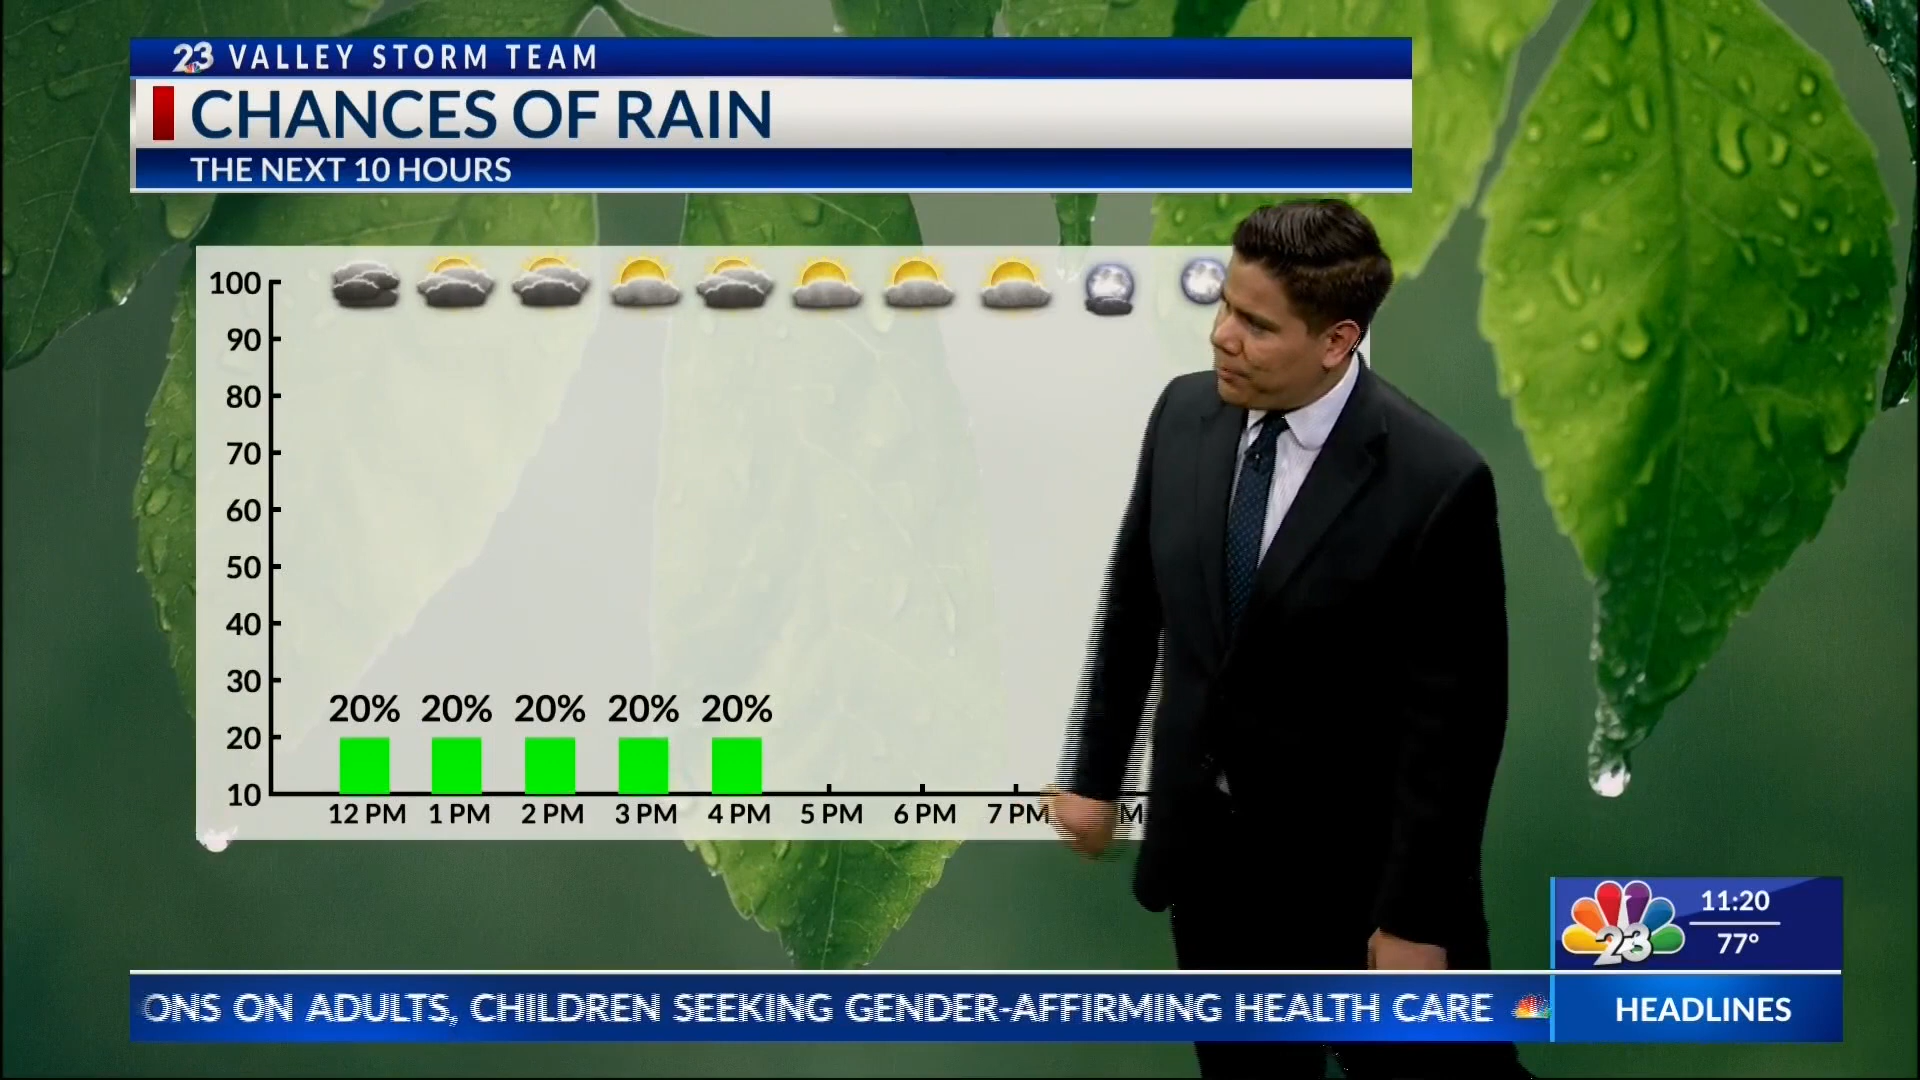 23 VALLEY STORM TEAM
CHANCES OF RAIN
THE NEXT 10 HOURS
100
90
80
70
60
50
40
30
20
10
20% 20% 20% 20% 20%
12 PM 1 PM 2 PM 3 PM 4 PM 5 PM 6 PM 7 PM M
23
11:20
77°
ONS ON ADULTS, CHILDREN SEEKING GENDER-AFFIRMING HEALTH CARE
HEADLINES